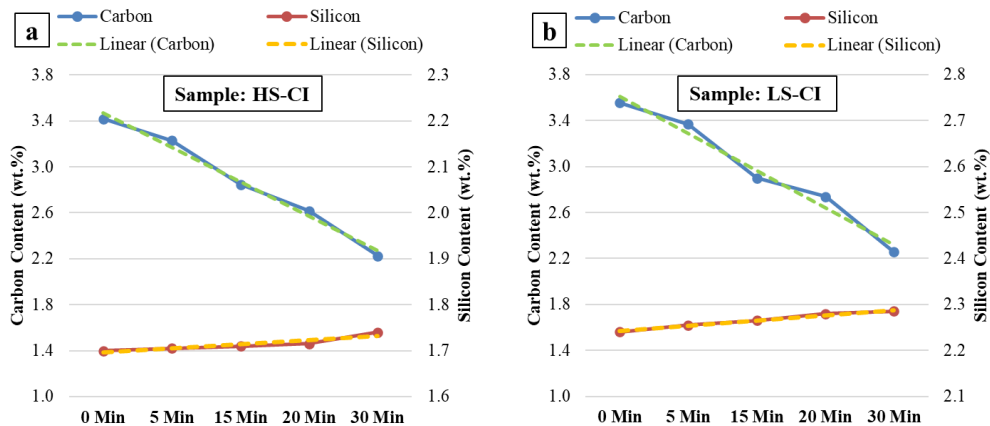 a
Carbon
Silicon
Linear (Carbon)
Linear (Silicon)
Sample: HS-CI
Carbon Content (wt.%)
3.8
3.4
3.0
2.6
2.2
1.8
1.4
1.0
2.3
2.2
2.1
2.0
1.9
1.8
1.7
1.6
Silicon Content (wt.%)
0 Min 5 Min 15 Min 20 Min 30 Min
b
Carbon
Silicon
Linear (Carbon)
Linear (Silicon)
Sample: LS-CI
Carbon Content (wt.%)
3.8
3.4
3.0
2.6
2.2
1.8
1.4
1.0
2.8
2.7
2.6
2.5
2.4
2.3
2.2
2.1
Silicon Content (wt.%)
0 Min 5 Min 15 Min 20 Min 30 Min